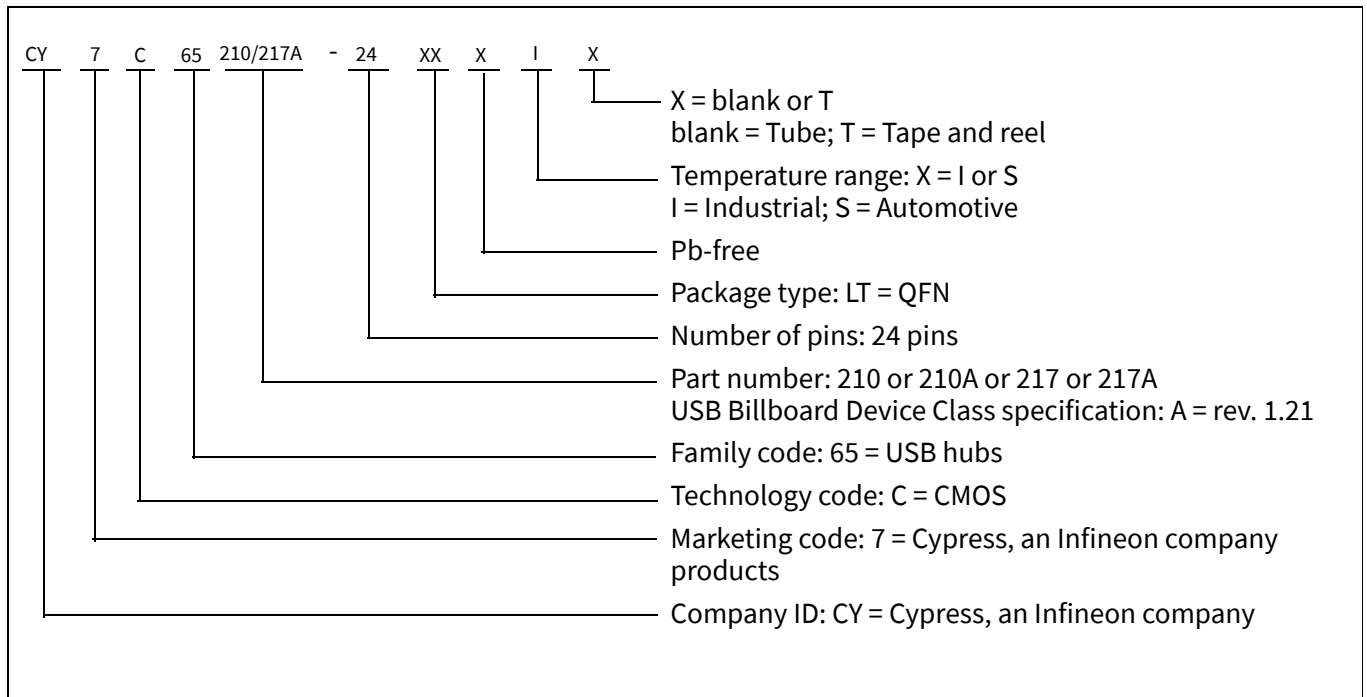 CY 7 C 65 210/217A - 24 XX X I X
X = blank or T
blank = Tube; T = Tape and reel
Temperature range: X = I or S
I = Industrial; S = Automotive
Pb-free
Package type: LT = QFN
Number of pins: 24 pins
Part number: 210 or 210A or 217 or 217A
USB Billboard Device Class specification: A = rev. 1.21
Family code: 65 = USB hubs
Technology code: C = CMOS
Marketing code: 7 = Cypress, an Infineon company
products
Company ID: CY = Cypress, an Infineon company